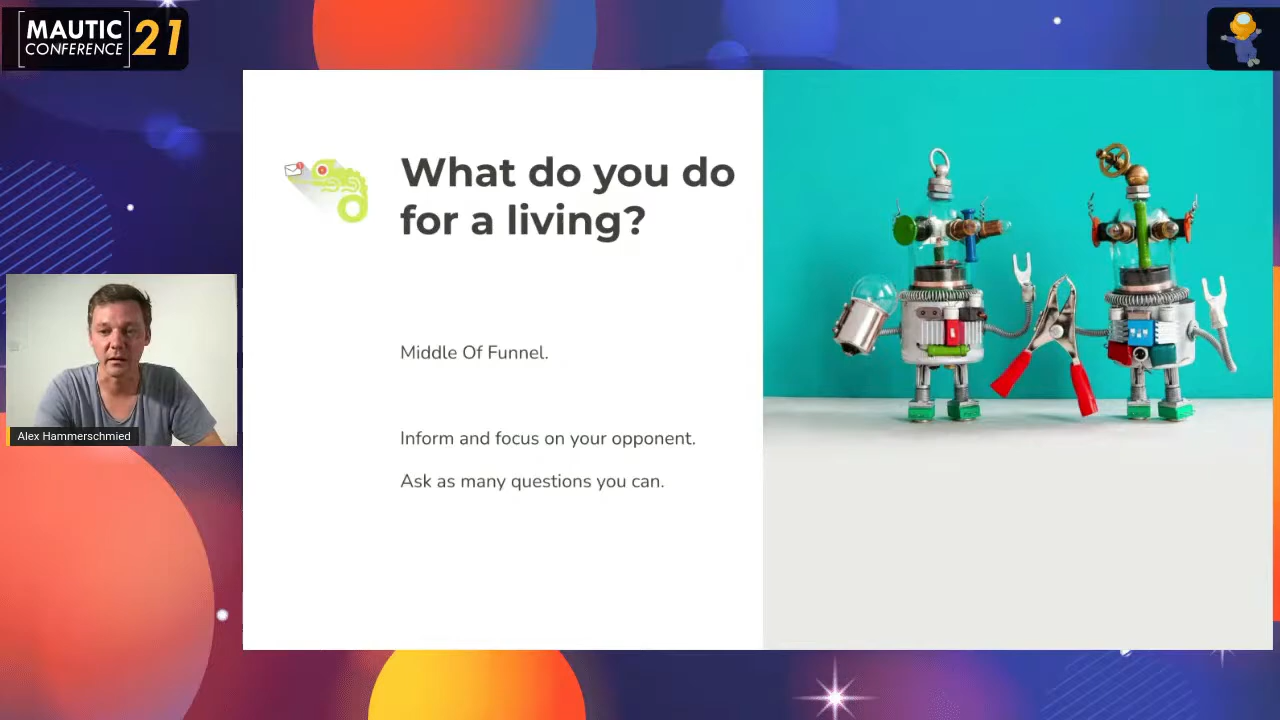 MAUTIC
CONFERENCE 21
What do you do
for a living?
Middle Of Funnel.
Inform and focus on your opponent.
Ask as many questions you can.
Alex Hammerschmied